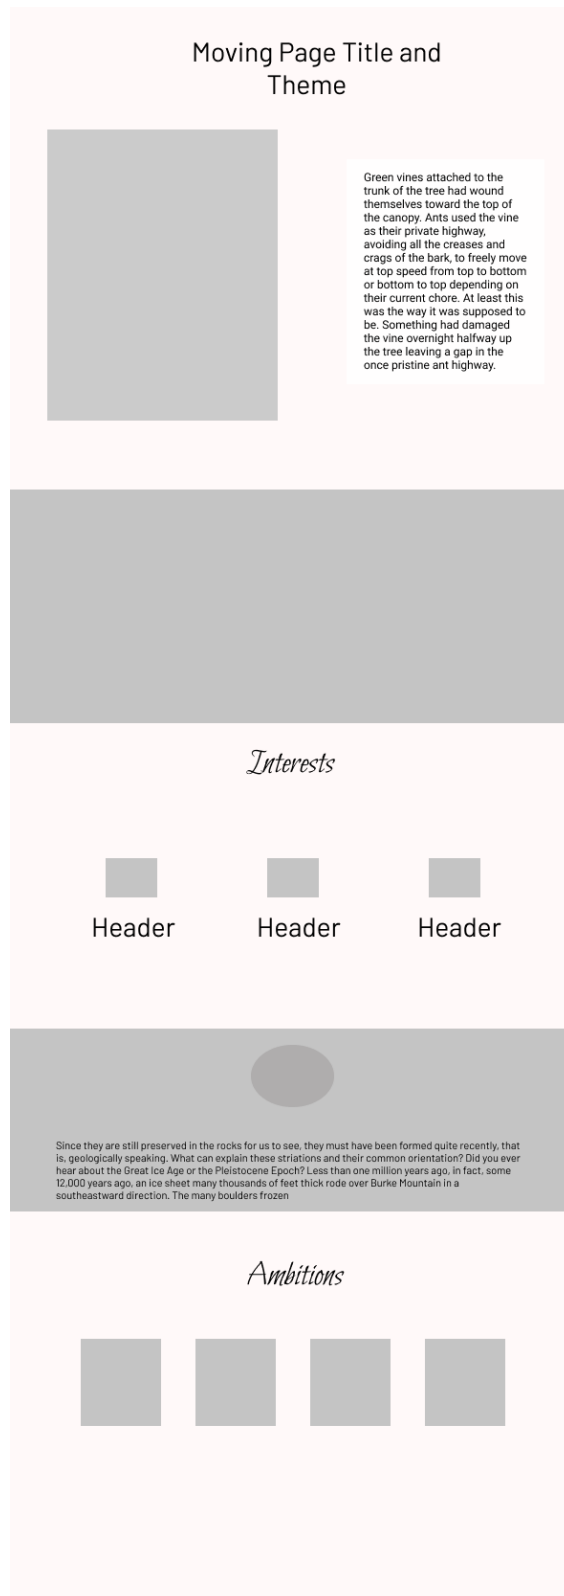 Moving Page Title and
Theme
Green vines attached to the
trunk of the tree had wound
themselves toward the top of
the canopy. Ants used the vine
as their private highway,
avoiding all the creases and
crags of the bark, to freely move
at top speed from top to bottom
or bottom to top depending on
their current chore. At least this
was the way it was supposed to
be. Something had damaged
the vine overnight halfway up
the tree leaving a gap in the
once pristine ant highway.
Interests
Header
Header
Header
Since they are still preserved in the rocks for us to see, they must have been formed quite recently, that
is, geologically speaking. What can explain these striations and their common orientation? Did you ever
hear about the Great Ice Age or the Pleistocene Epoch? Less than one million years ago, in fact, some
12,000 years ago, an ice sheet many thousands of feet thick rode over Burke Mountain in a
southeastward direction. The many boulders frozen
Ambitions